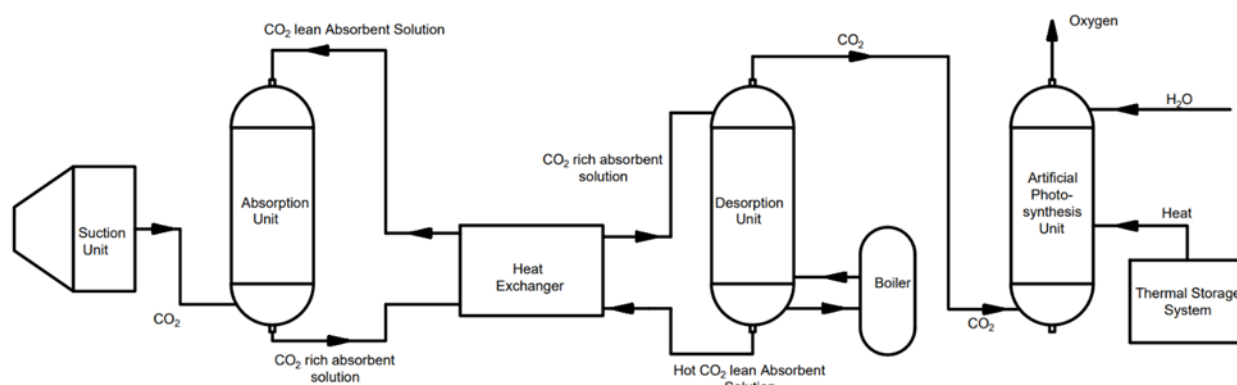 CO₂ lean Absorbent Solution
CO₂
Oxygen
H₂O
CO₂ rich absorbent
solution
Absorption
Unit
Desorption
Unit
Artificial
Photo-
synthesis
Unit
Suction
Unit
Heat
Heat
Exchanger
Boiler
Thermal Storage
System
CO₂
CO₂
CO₂ rich absorbent
solution
Hot CO₂ lean Absorbent
Solution